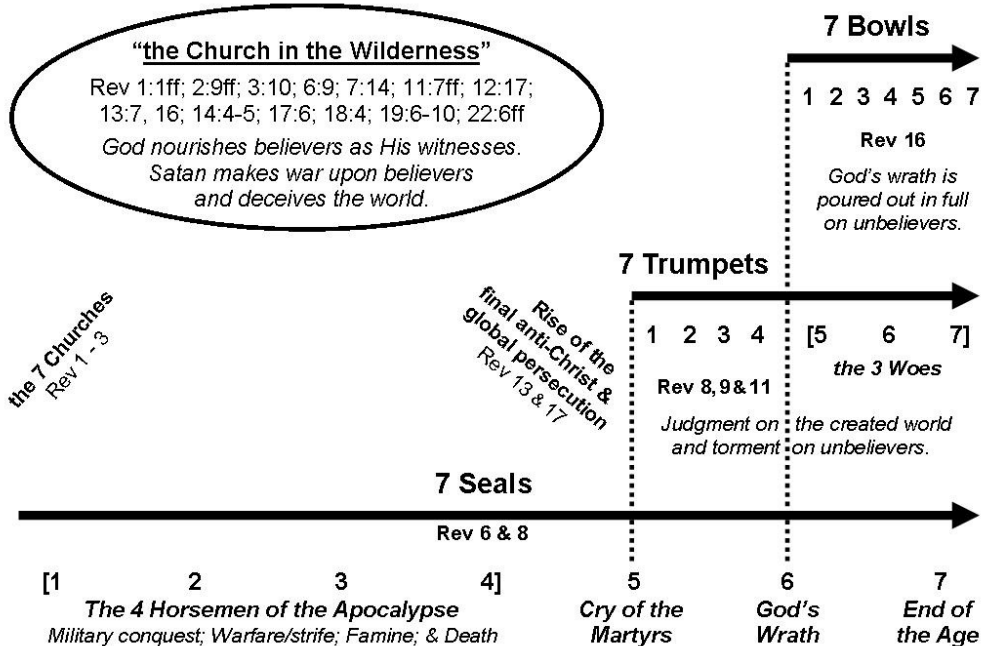 “the Church in the Wilderness”
Rev 1:1ff; 2:9ff; 3:10; 6:9; 7:14; 11:7ff; 12:17;
13:7, 16; 14:4-5; 17:6; 18:4; 19:6-10; 22:6ff
God nourishes believers as His witnesses.
Satan makes war upon believers
and deceives the world.
7 Bowls
1 2 3 4 5 6 7
Rev 16
God’s wrath is
poured out in full
on unbelievers.
7 Trumpets
1 2 3 4 [5 6 7]
the 3 Woes
Rev 8, 9 & 11
Judgment on the created world
and torment on unbelievers.
the 7 Churches
Rev 1 - 3
Rise of the
final anti-Christ &
global persecution
Rev 13 & 17
7 Seals
Rev 6 & 8
[1 2 3 4] 5 6 7
The 4 Horsemen of the Apocalypse
Military conquest; Warfare/strife; Famine; & Death
Cry of the
Martyrs
God’s
Wrath
End of
the Age